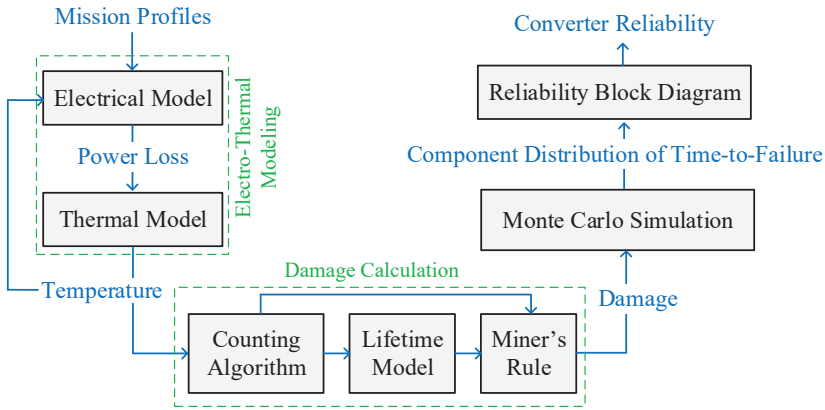 Mission Profiles
Electrical Model
Power Loss
Thermal Model
Electro-Thermal
Modeling
Temperature
Damage Calculation
Counting
Algorithm
Lifetime
Model
Miner's
Rule
Damage
Monte Carlo Simulation
Component Distribution of Time-to-Failure
Reliability Block Diagram
Converter Reliability